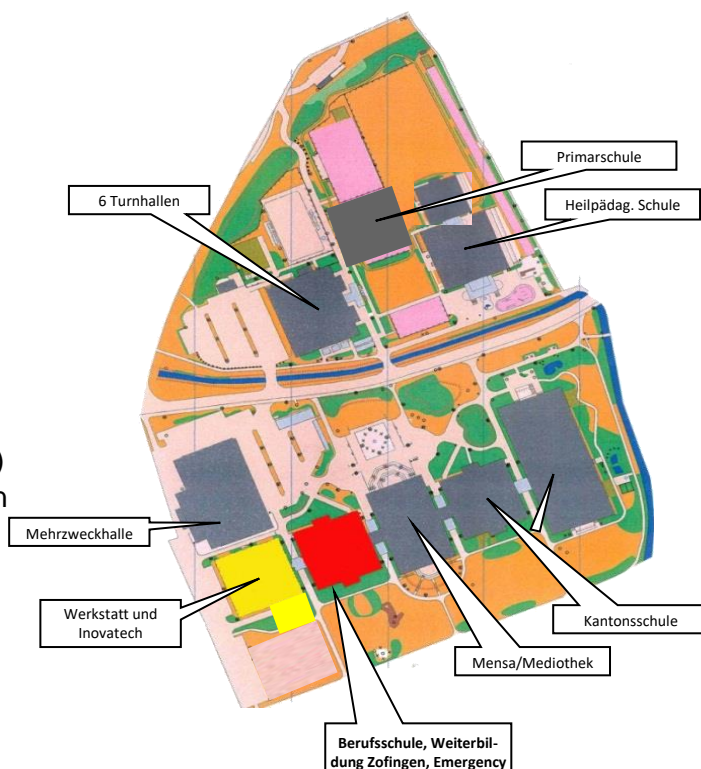 Primarschule
6 Turnhallen
Heilpädag. Schule
)
n
Mehrzweckhalle
Werkstatt und
Inovatech
Kantonsschule
Mensa/Mediothek
Berufsschule, Weiterbil-
dung Zofingen, Emergency